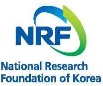 NRF
National Research
Foundation of Korea